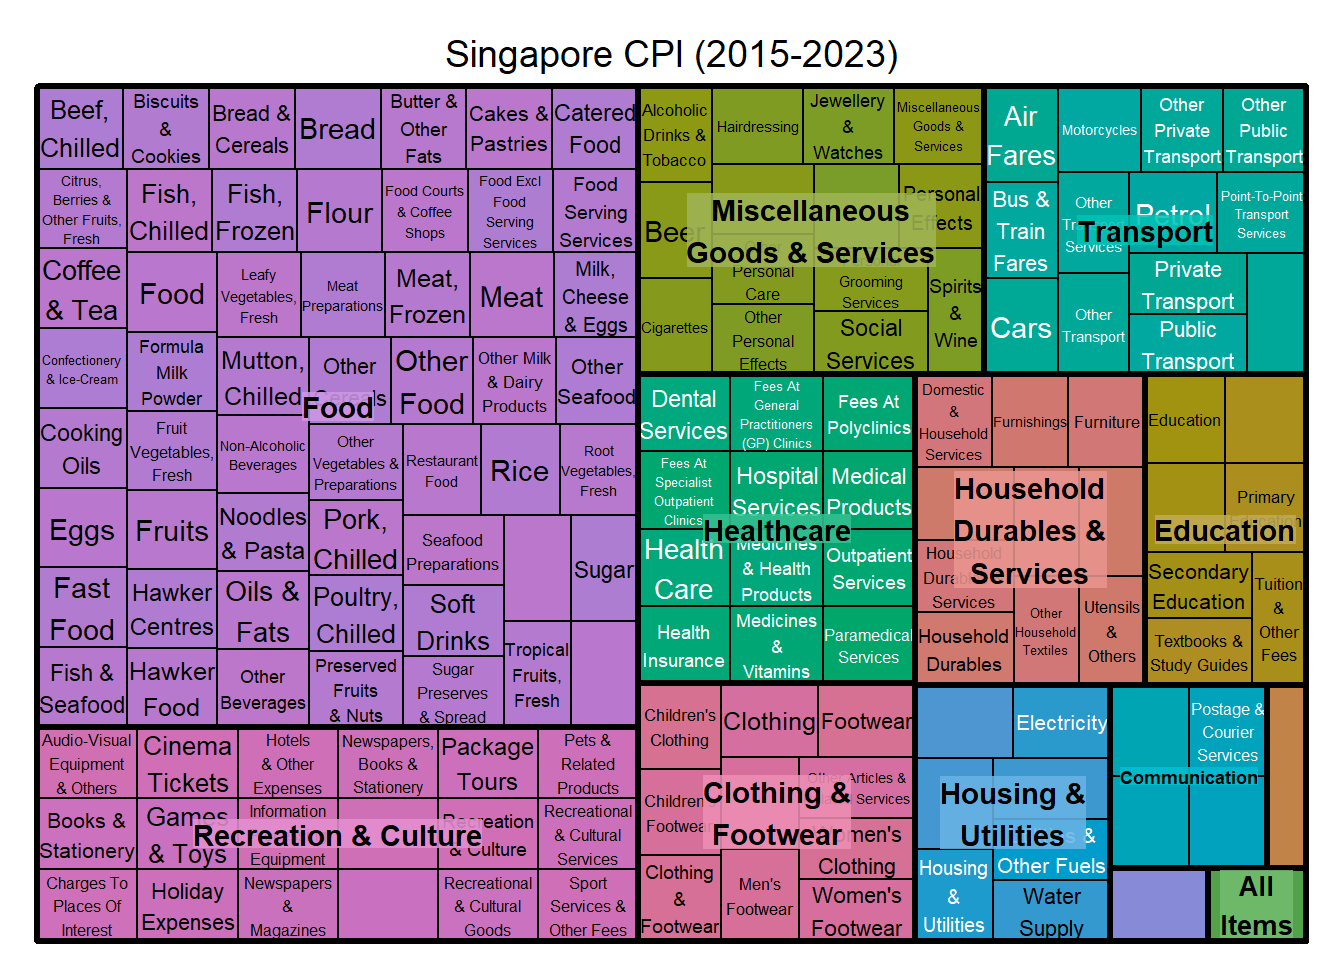 Singapore CPI (2015-2023)
Beef,
Chilled
Biscuits
&
Cookies
Bread &
Cereals
Bread
Butter &
Other
Fats
Cakes &
Pastries
Catered
Food
Citrus,
Berries &
Other Fruits,
Fresh
Fish,
Chilled
Fish,
Frozen
Flour
Food Courts
& Coffee
Shops
Food Excl
Food
Serving
Services
Food
Serving
Services
Coffee
& Tea
Food
Leafy
Vegetables,
Fresh
Meat
Preparations
Meat,
Frozen
Meat
Milk,
Cheese
& Eggs
Confectionery
& Ice-Cream
Formula
Milk
Powder
Mutton,
Chilled
Other
Cereals
Other
Food
Other Milk
& Dairy
Products
Other
Seafood
Food
Cooking
Oils
Fruit
Vegetables,
Fresh
Non-Alcoholic
Beverages
Other
Vegetables &
Preparations
Restaurant
Food
Rice
Root
Vegetables,
Fresh
Eggs
Fruits
Noodles
& Pasta
Pork,
Chilled
Seafood
Preparations
Sugar
Fast
Food
Hawker
Centres
Oils &
Fats
Poultry,
Chilled
Soft
Drinks
Fish &
Seafood
Hawker
Food
Other
Beverages
Preserved
Fruits
& Nuts
Sugar
Preserves
& Spread
Tropical
Fruits,
Fresh
Audio-Visual
Equipment
& Others
Cinema
Tickets
Hotels
& Other
Expenses
Newspapers,
Books &
Stationery
Package
Tours
Pets &
Related
Products
Books &
Stationery
Games
& Toys
Information
Equipment
Recreation
& Culture
Recreational
& Cultural
Services
Recreation & Culture
Charges To
Places Of
Interest
Holiday
Expenses
Newspapers
&
Magazines
Recreational
& Cultural
Goods
Sport
Services &
Other Fees
Alcoholic
Drinks &
Tobacco
Hairdressing
Jewellery
&
Watches
Miscellaneous
Goods &
Services
Beer
Personal
Effects
Miscellaneous
Goods & Services
Personal
Care
Grooming
Services
Spirits
&
Wine
Cigarettes
Other
Personal
Effects
Social
Services
Air
Fares
Motorcycles
Other
Private
Transport
Other
Public
Transport
Bus &
Train
Fares
Other
Transport
Services
Petrol
Point-To-Point
Transport
Services
Transport
Cars
Other
Transport
Private
Transport
Public
Transport
Dental
Services
Fees At
General
Practitioners
(GP) Clinics
Fees At
Polyclinics
Fees At
Specialist
Outpatient
Clinics
Hospital
Services
Medical
Products
Healthcare
Health
Care
Medicines
& Health
Products
Outpatient
Services
Health
Insurance
Medicines
&
Vitamins
Paramedical
Services
Domestic
&
Household
Services
Furnishings
Furniture
Household
Durables &
Services
Household
Durables &
Services
Household
Durables
Other
Household
Textiles
Utensils
&
Others
Education
Primary
Education
Education
Secondary
Education
Textbooks &
Study Guides
Tuition
&
Other
Fees
Children's
Clothing
Clothing
Footwear
Children's
Footwear
Other Articles &
Services
Clothing &
Footwear
Women's
Clothing
Clothing
&
Footwear
Men's
Footwear
Women's
Footwear
Electricity
Housing &
Utilities
&
Other Fuels
Housing
&
Utilities
Water
Supply
Postage &
Courier
Services
Communication
All
Items